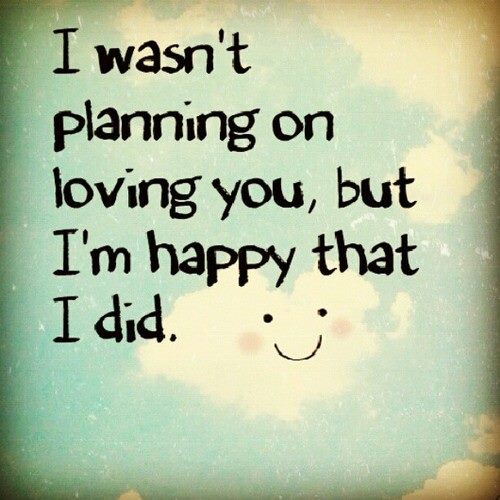 I wasn't
planning on
loving you, but
I'm happy that
I did.